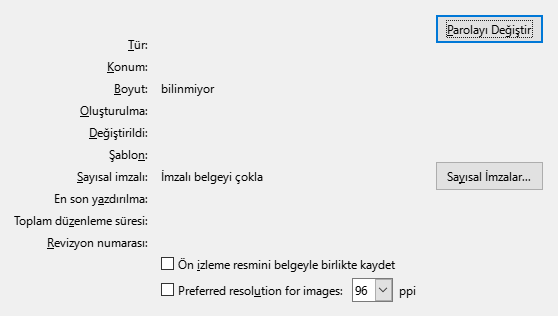 Parolayı Değiştir
Tür:
Konum:
Boyut: bilinmiyor
Oluşturulma:
Değiştirildi:
Şablon:
Sayısal imzalı: İmzalı belgeyi çokla Sayısal İmzalar...
En son yazdırılma:
Toplam düzenleme süresi:
Revizyon numarası:
Ön izleme resmini belgeyle birlikte kaydet
Preferred resolution for images: 96 ppi